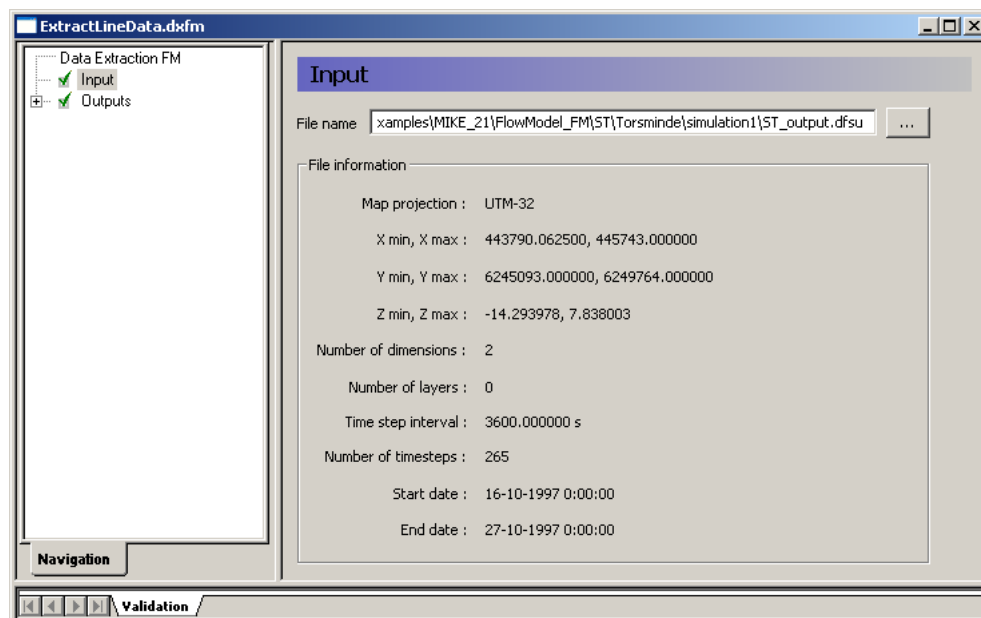 ExtractLineData.dxfm
Data Extraction FM
Input
Outputs
Navigation
Input
File name xamples\MIKE_21\FlowModel_FM\ST\Torsminde\simulation1\ST_output.dfsu ...
File information
Map projection : UTM-32
X min, X max : 443790.062500, 445743.000000
Y min, Y max : 6245093.000000, 6249764.000000
Z min, Z max : -14.293978, 7.838003
Number of dimensions : 2
Number of layers : 0
Time step interval : 3600.000000 s
Number of timesteps : 265
Start date : 16-10-1997 0:00:00
End date : 27-10-1997 0:00:00
Validation